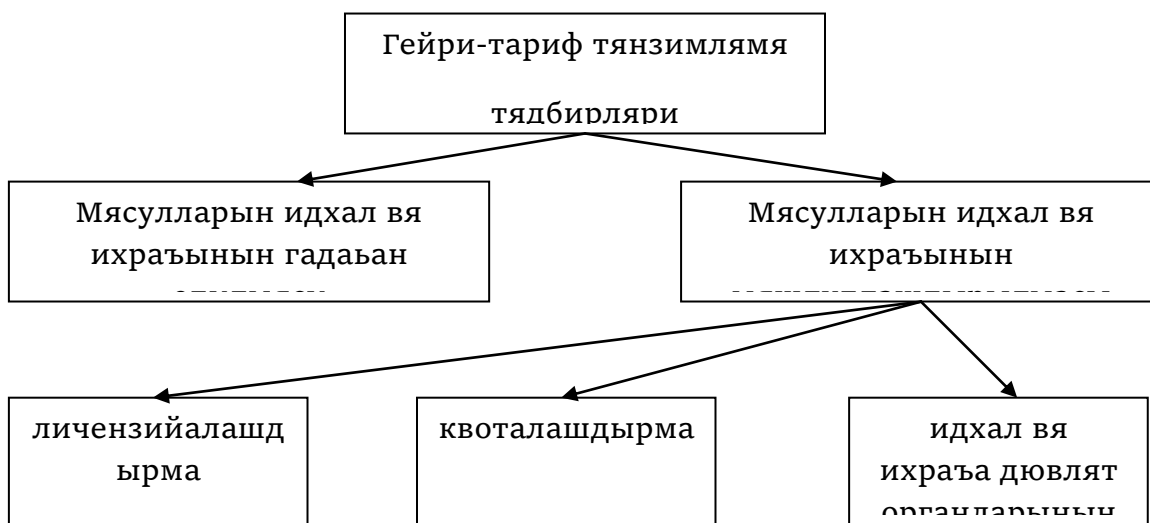 Гейри-тариф тянзимлямя
тядбирляри
Мясулларын идхал вя
ихраъынын гадаьан
Мясулларын идхал вя
ихраъынын
личензийалашд
ырма
квоталашдырма
идхал вя
ихраъа дювлят
органларынын